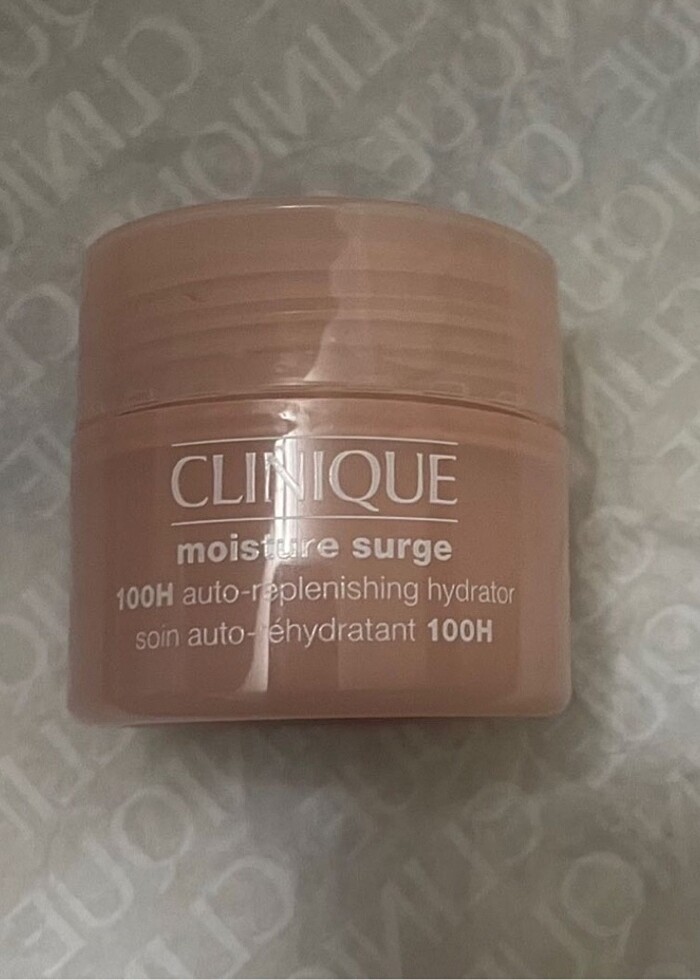 CLINIQUE
moisture surge
100H auto-replenishing hydrator
soin auto-réhydratant 100H